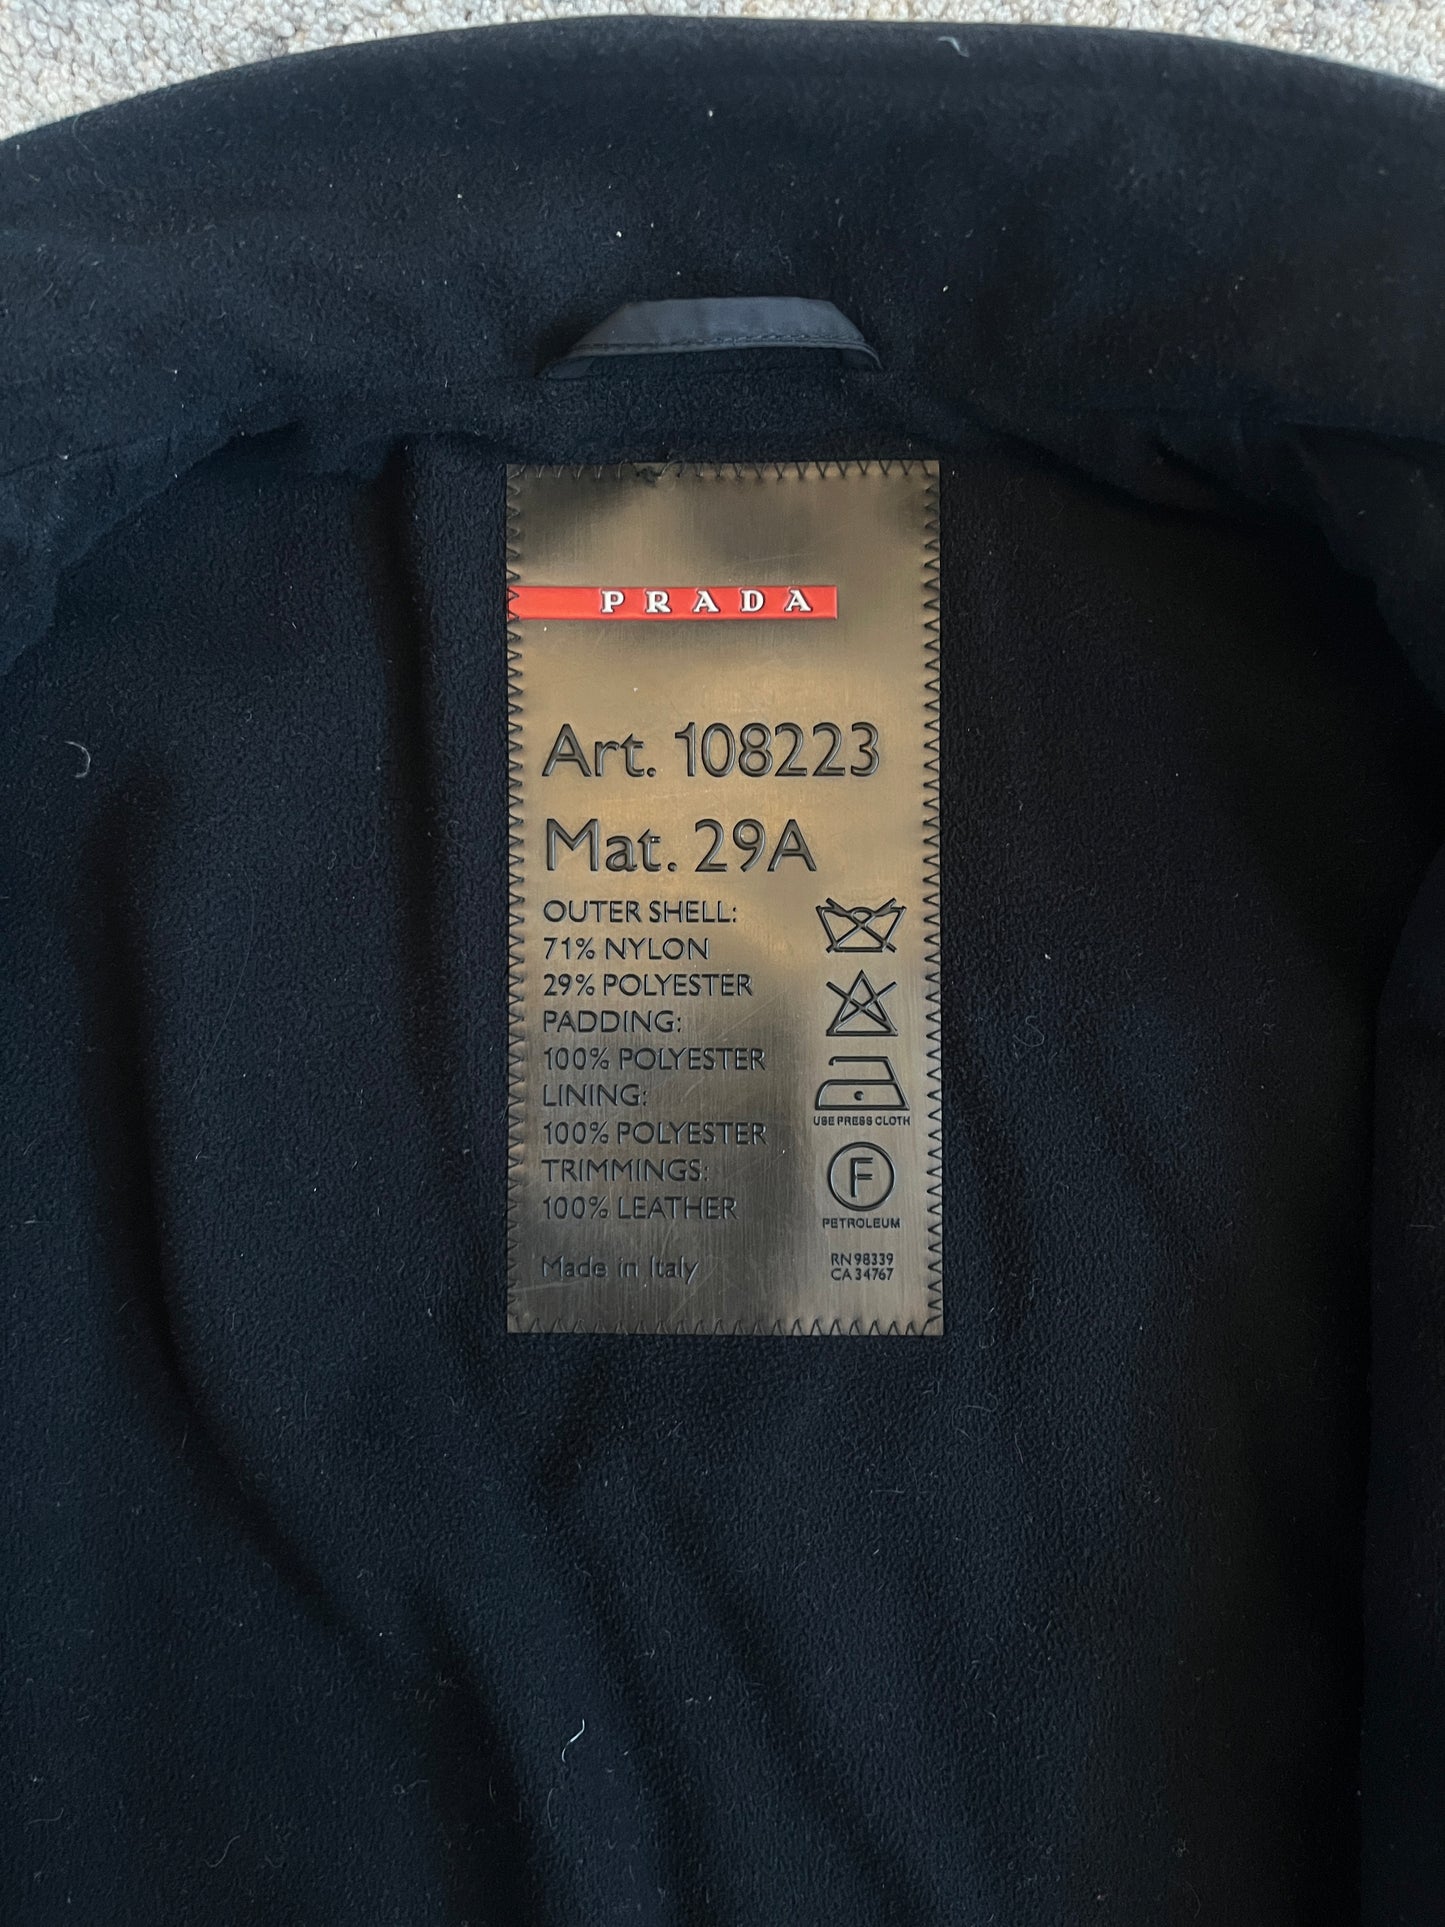 PRADA
Art. 108223
Mat. 29A
OUTER SHELL:
71% NYLON
29% POLYESTER
PADDING:
100% POLYESTER
LINING:
100% POLYESTER
TRIMMINGS:
100% LEATHER
Made in Italy
USE PRESS CLOTH
F
PETROLEUM
RN 98339
CA 34767